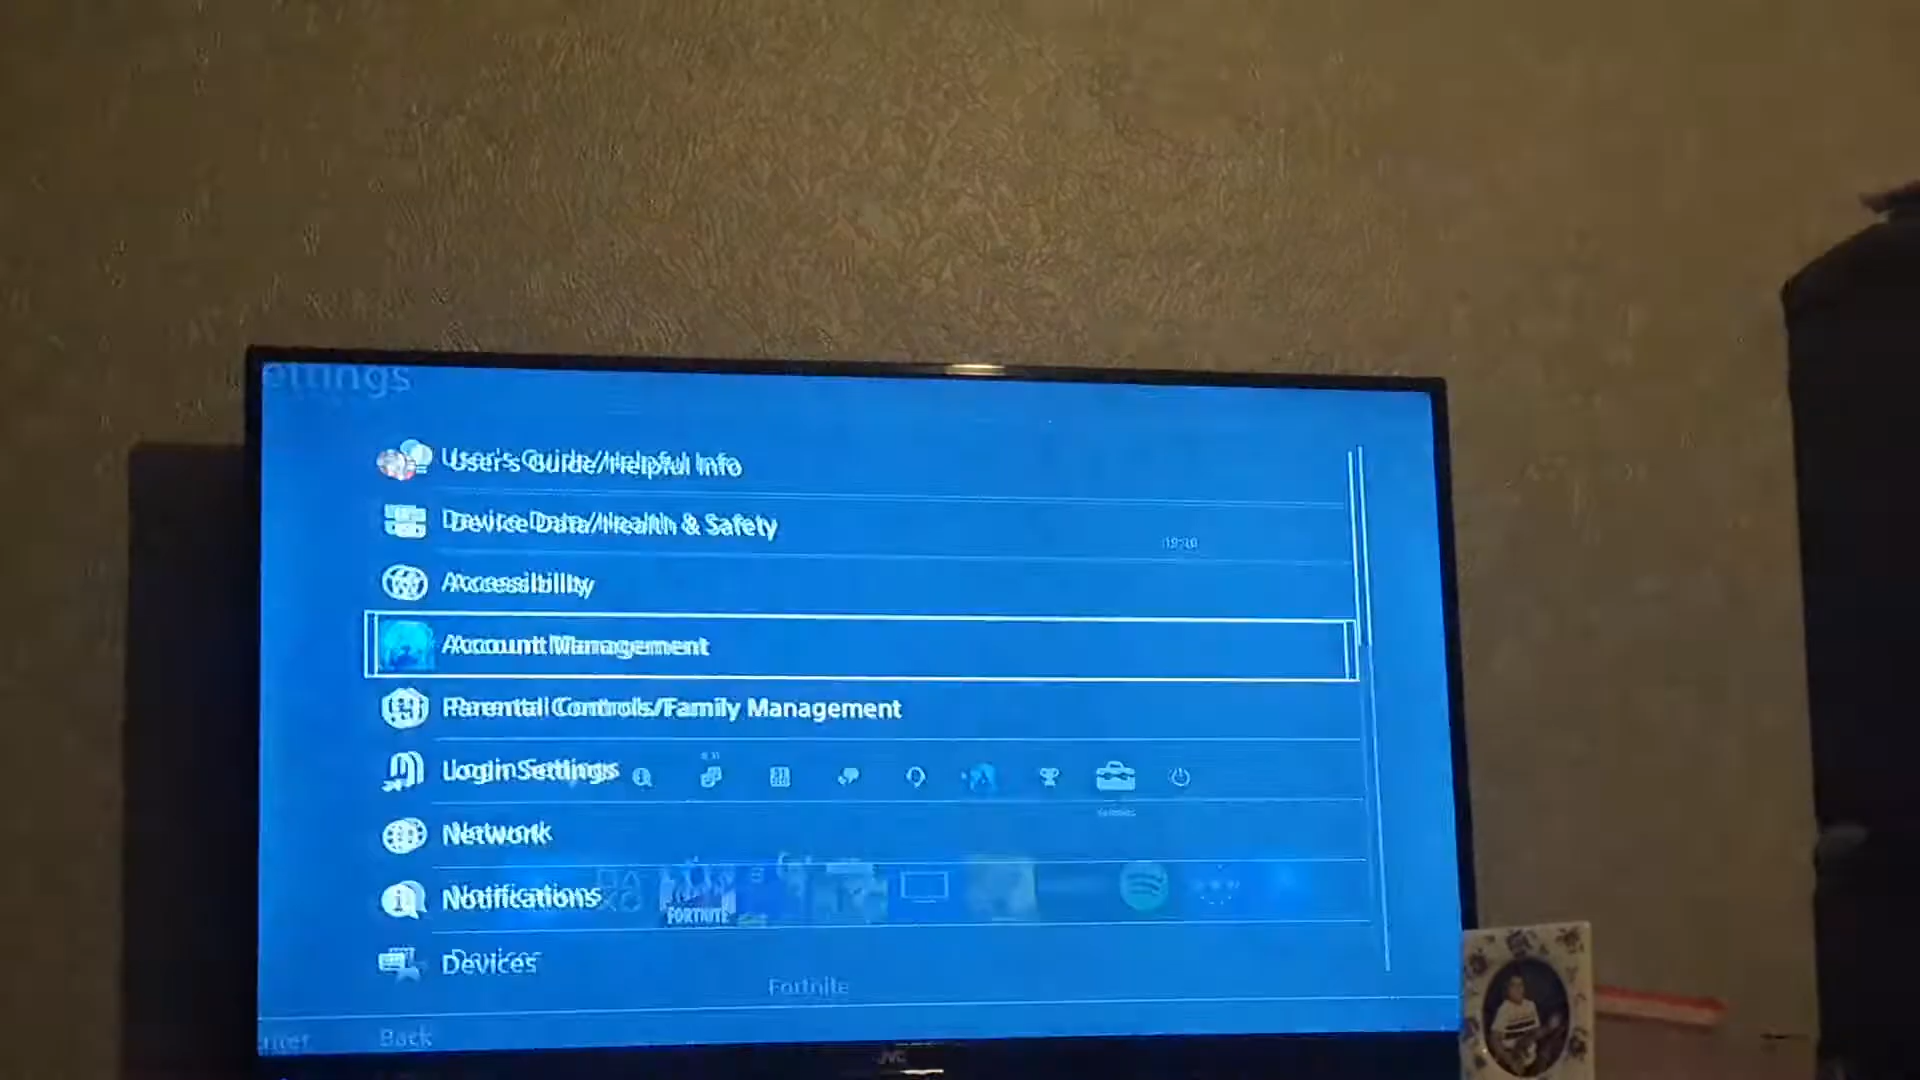 ettings
User's Guide/Helpful Info
Device Data/Health & Safety
Accessibility
Account Management
Parental Controls/Family Management
Login Settings
Network
Notifications
FORTNITE
Devices
Fortnite
Back
JVC